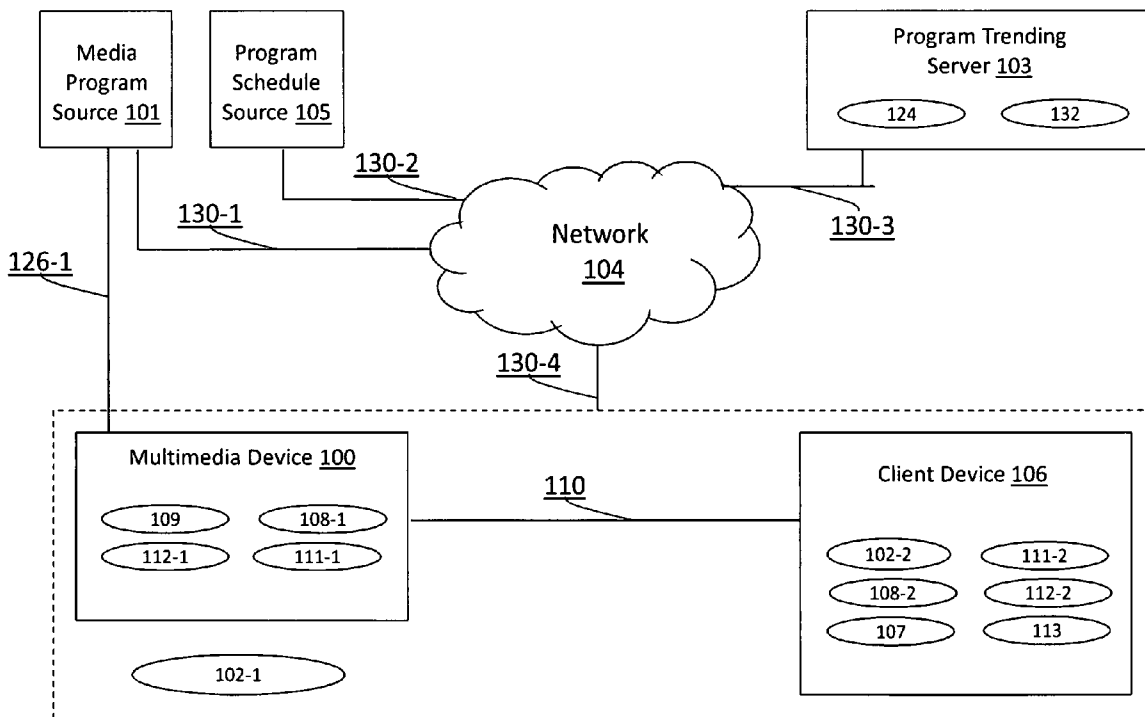 Media
Program
Source 101
Program
Schedule
Source 105
Program Trending
Server 103
124
132
130-2
130-1
130-3
126-1
Network
104
130-4
Multimedia Device 100
109
108-1
112-1
111-1
110
Client Device 106
102-2
111-2
108-2
112-2
107
113
102-1